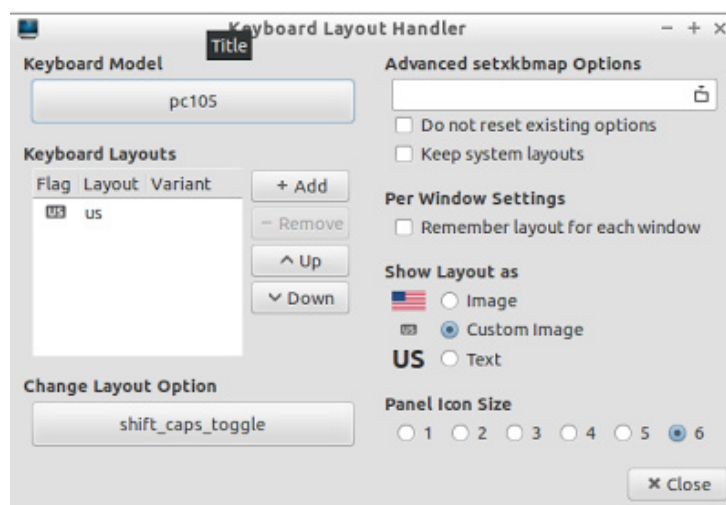 Keyboard Layout Handler
Title
Keyboard Model
pc105
Keyboard Layouts
Flag Layout Variant
US us
+ Add
− Remove
Up
Down
Change Layout Option
shift_caps_toggle
Advanced setxkbmap Options
Do not reset existing options
Keep system layouts
Per Window Settings
Remember layout for each window
Show Layout as
Image
US Custom Image
US Text
Panel Icon Size
1 2 3 4 5 6
Close